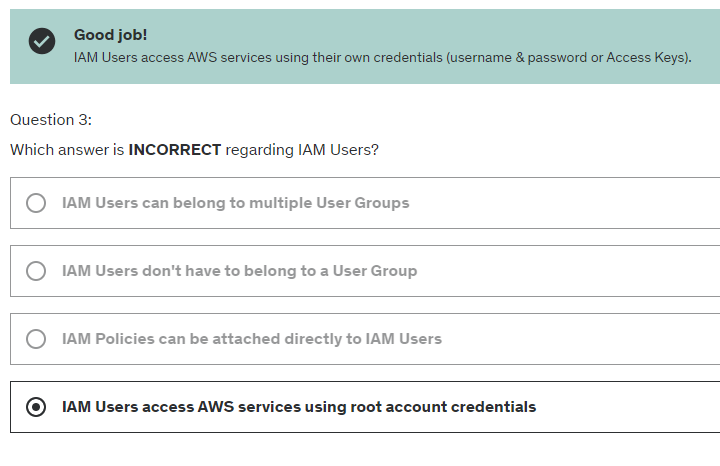 Good job!
IAM Users access AWS services using their own credentials (username & password or Access Keys).
Question 3:
Which answer is INCORRECT regarding IAM Users?
IAM Users can belong to multiple User Groups
IAM Users don't have to belong to a User Group
IAM Policies can be attached directly to IAM Users
IAM Users access AWS services using root account credentials